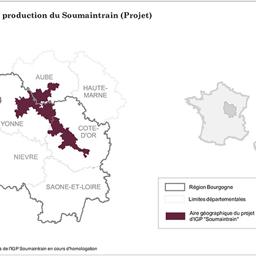 production du Soumaintrain (Projet)
AUBE
HAUTE-
MARNE
YONNE
COTE-
D'OR
NIEVRE
SAONE-ET-LOIRE
Région Bourgogne
Limites départementales
Aire géographique du projet
d'IGP "Soumaintrain"
de l'IGP Soumaintrain en cours d'homologation